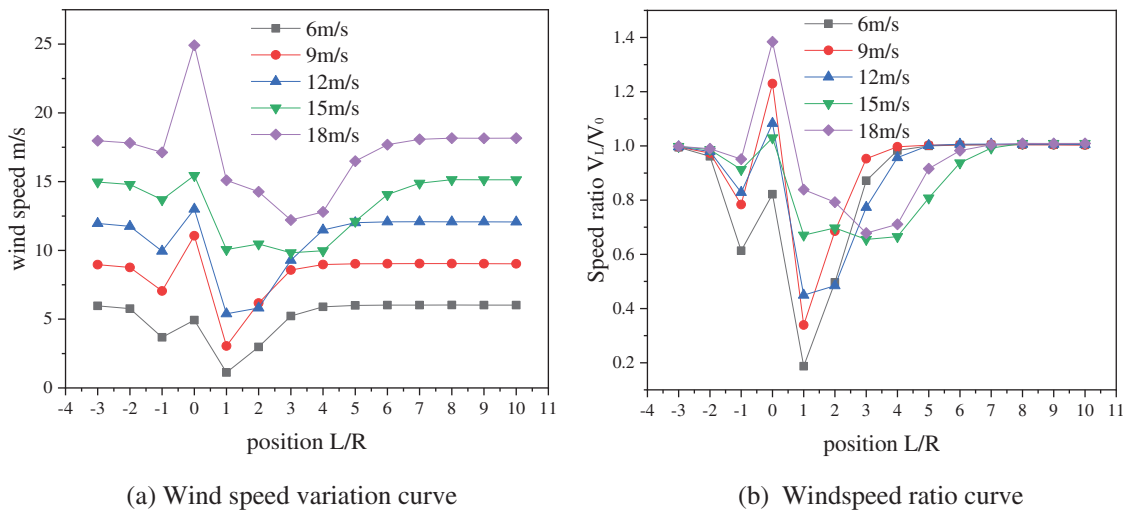 25
20
15
10
5
0
wind speed m/s
6m/s
9m/s
12m/s
15m/s
18m/s
-4 -3 -2 -1 0 1 2 3 4 5 6 7 8 9 10 11
position L/R
(a) Wind speed variation curve
1.4
1.2
1.0
0.8
0.6
0.4
0.2
Speed ratio V_L/V_0
6m/s
9m/s
12m/s
15m/s
18m/s
-4 -3 -2 -1 0 1 2 3 4 5 6 7 8 9 10 11
position L/R
(b) Windspeed ratio curve